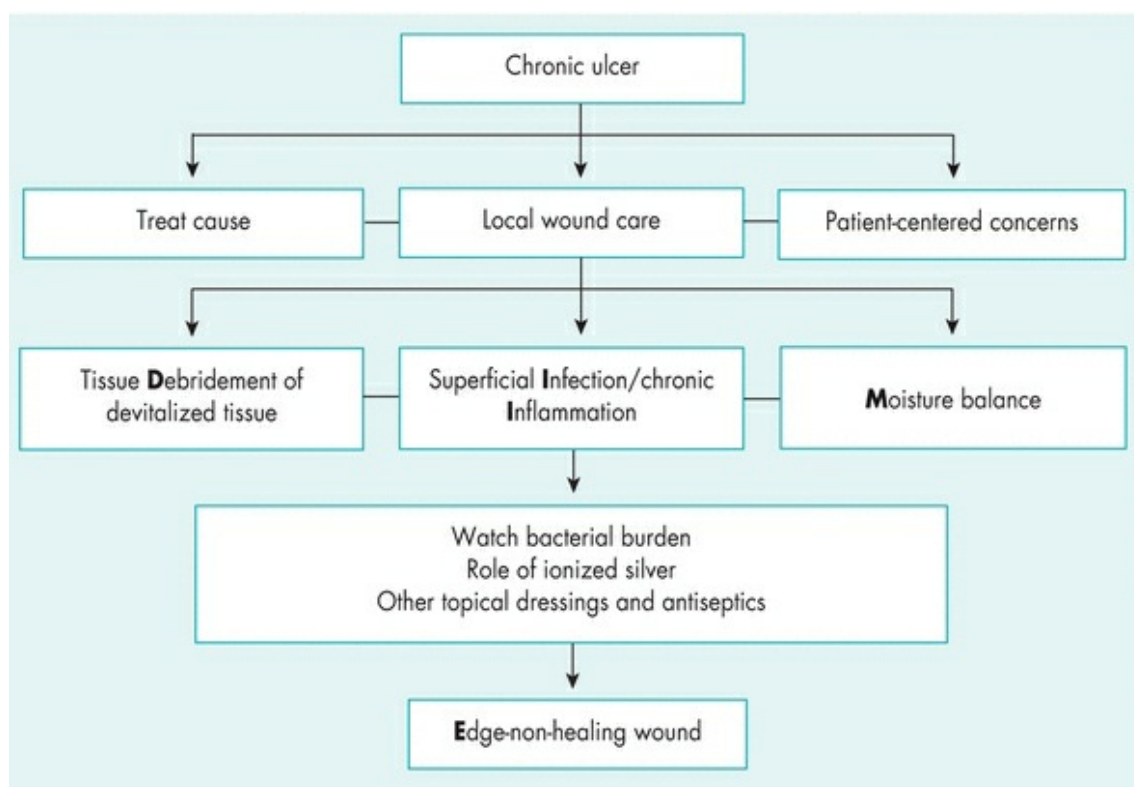 Chronic ulcer
Treat cause
Local wound care
Patient-centered concerns
Tissue Debridement of
devitalized tissue
Superficial Infection/chronic
Inflammation
Moisture balance
Watch bacterial burden
Role of ionized silver
Other topical dressings and antiseptics
Edge-non-healing wound